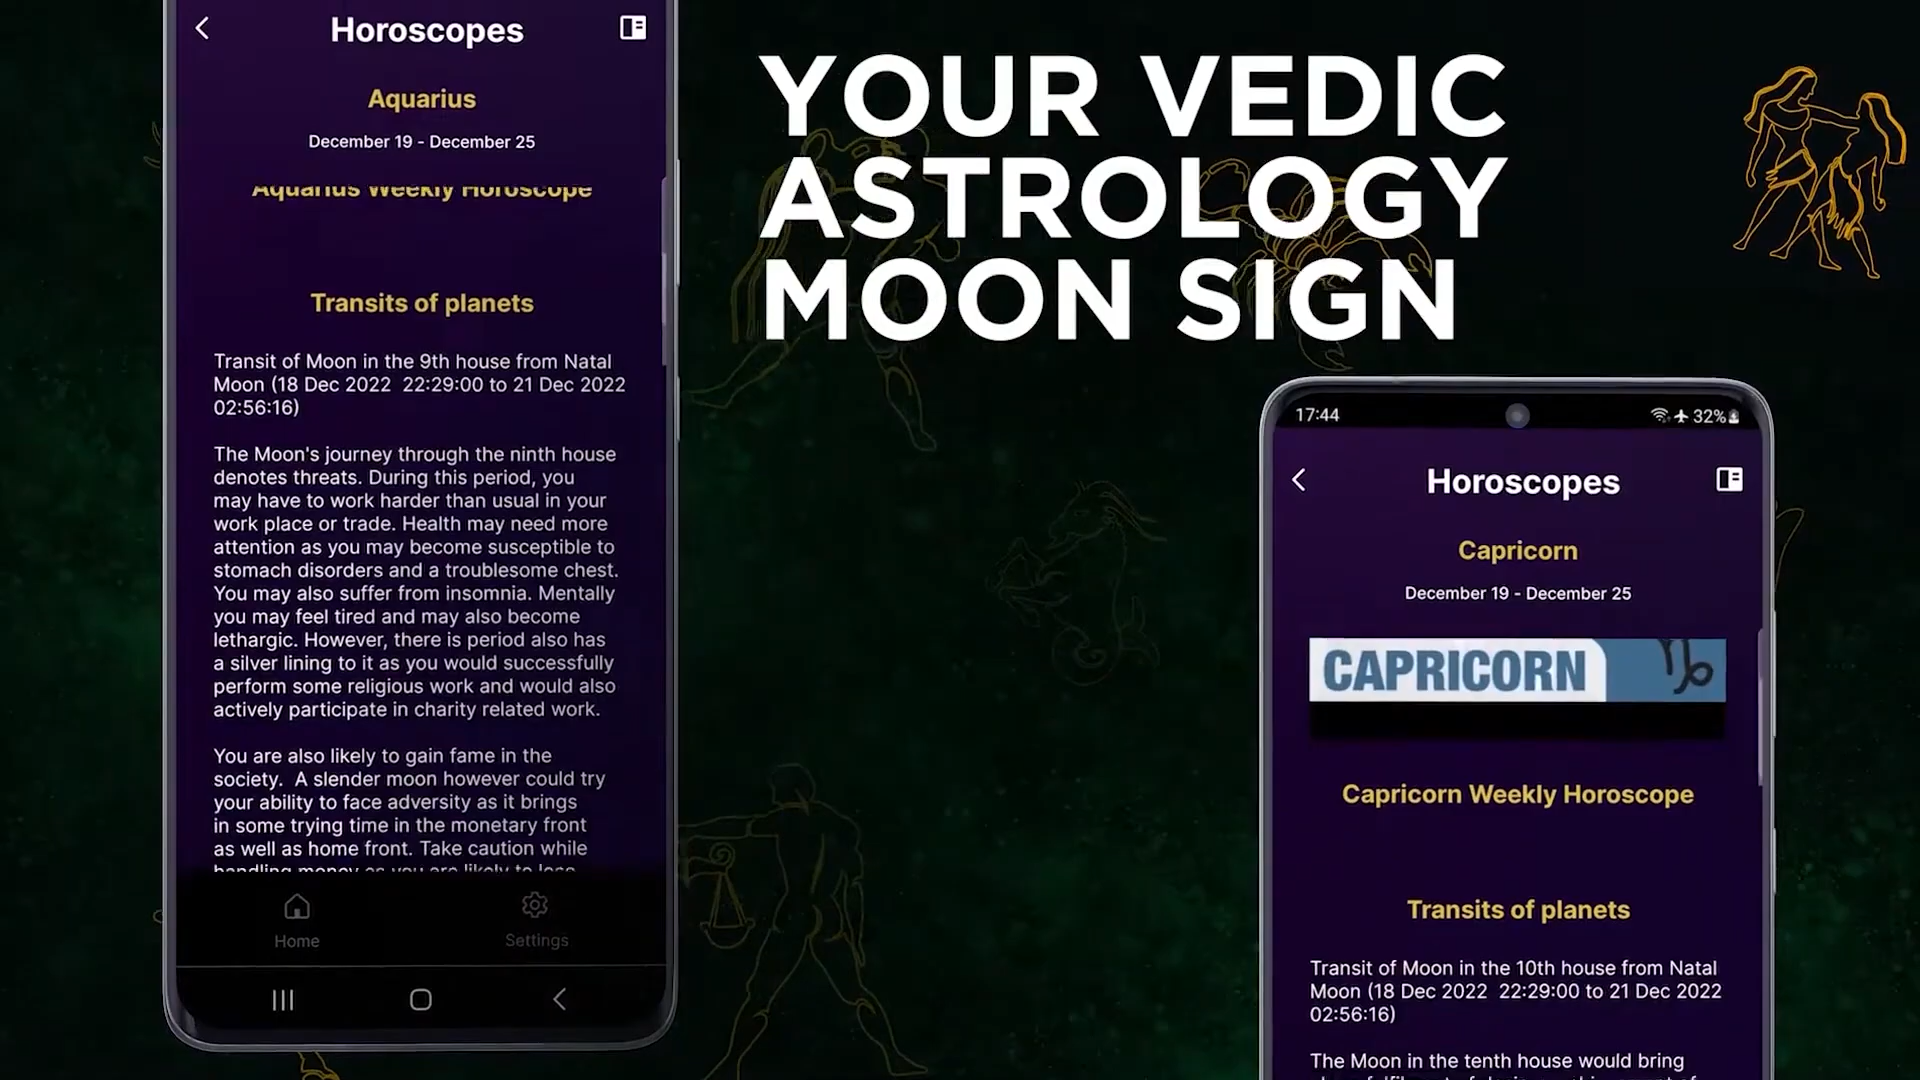 Horoscopes
Aquarius
December 19 - December 25
Aquarius Weekly Horoscope
Transits of planets
Transit of Moon in the 9th house from Natal
Moon (18 Dec 2022  22:29:00 to 21 Dec 2022
02:56:16)
The Moon's journey through the ninth house
denotes threats. During this period, you
may have to work harder than usual in your
work place or trade. Health may need more
attention as you may become susceptible to
stomach disorders and a troublesome chest.
You may also suffer from insomnia. Mentally
you may feel tired and may also become
lethargic. However, there is period also has
a silver lining to it as you would successfully
perform some religious work and would also
actively participate in charity related work.
You are also likely to gain fame in the
society.  A slender moon however could try
your ability to face adversity as it brings
in some trying time in the monetary front
as well as home front. Take caution while
handling money as you are likely to lose
Home
Settings
YOUR VEDIC
ASTROLOGY
MOON SIGN
17:44
32%
Horoscopes
Capricorn
December 19 - December 25
CAPRICORN
Capricorn Weekly Horoscope
Transits of planets
Transit of Moon in the 10th house from Natal
Moon (18 Dec 2022  22:29:00 to 21 Dec 2022
02:56:16)
The Moon in the tenth house would bring